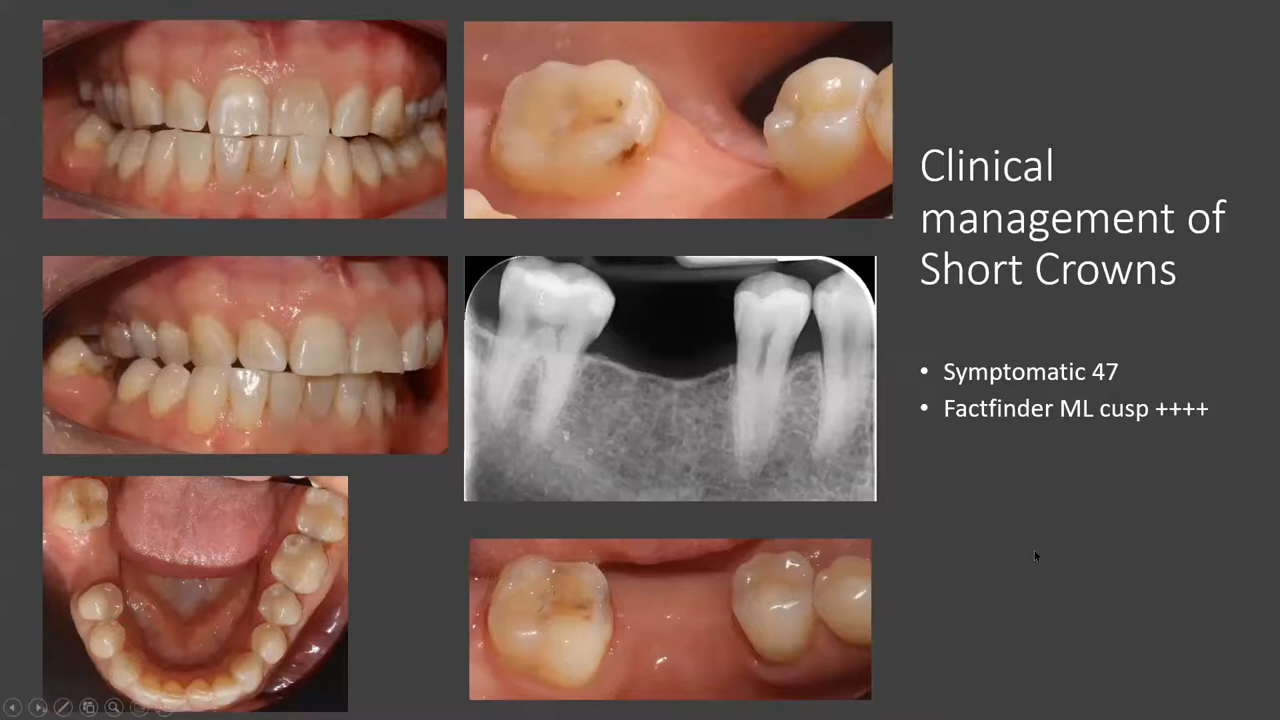 Clinical
management of
Short Crowns
• Symptomatic 47
• Factfinder ML cusp ++++